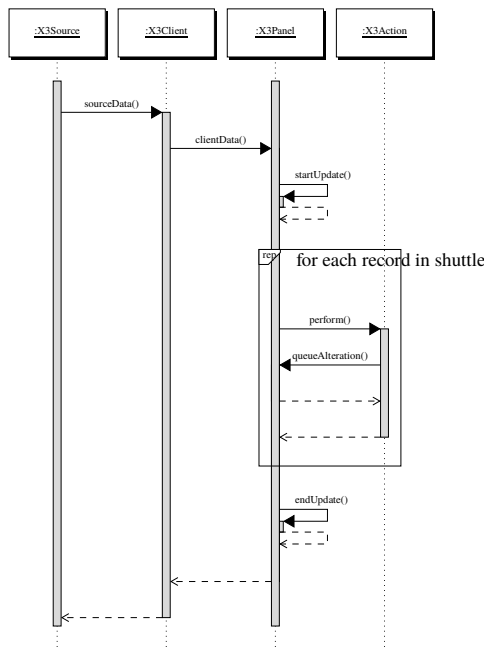 :X3Source
:X3Client
:X3Panel
:X3Action
sourceData()
clientData()
startUpdate()
rep
for each record in shuttle
perform()
queueAlteration()
endUpdate()